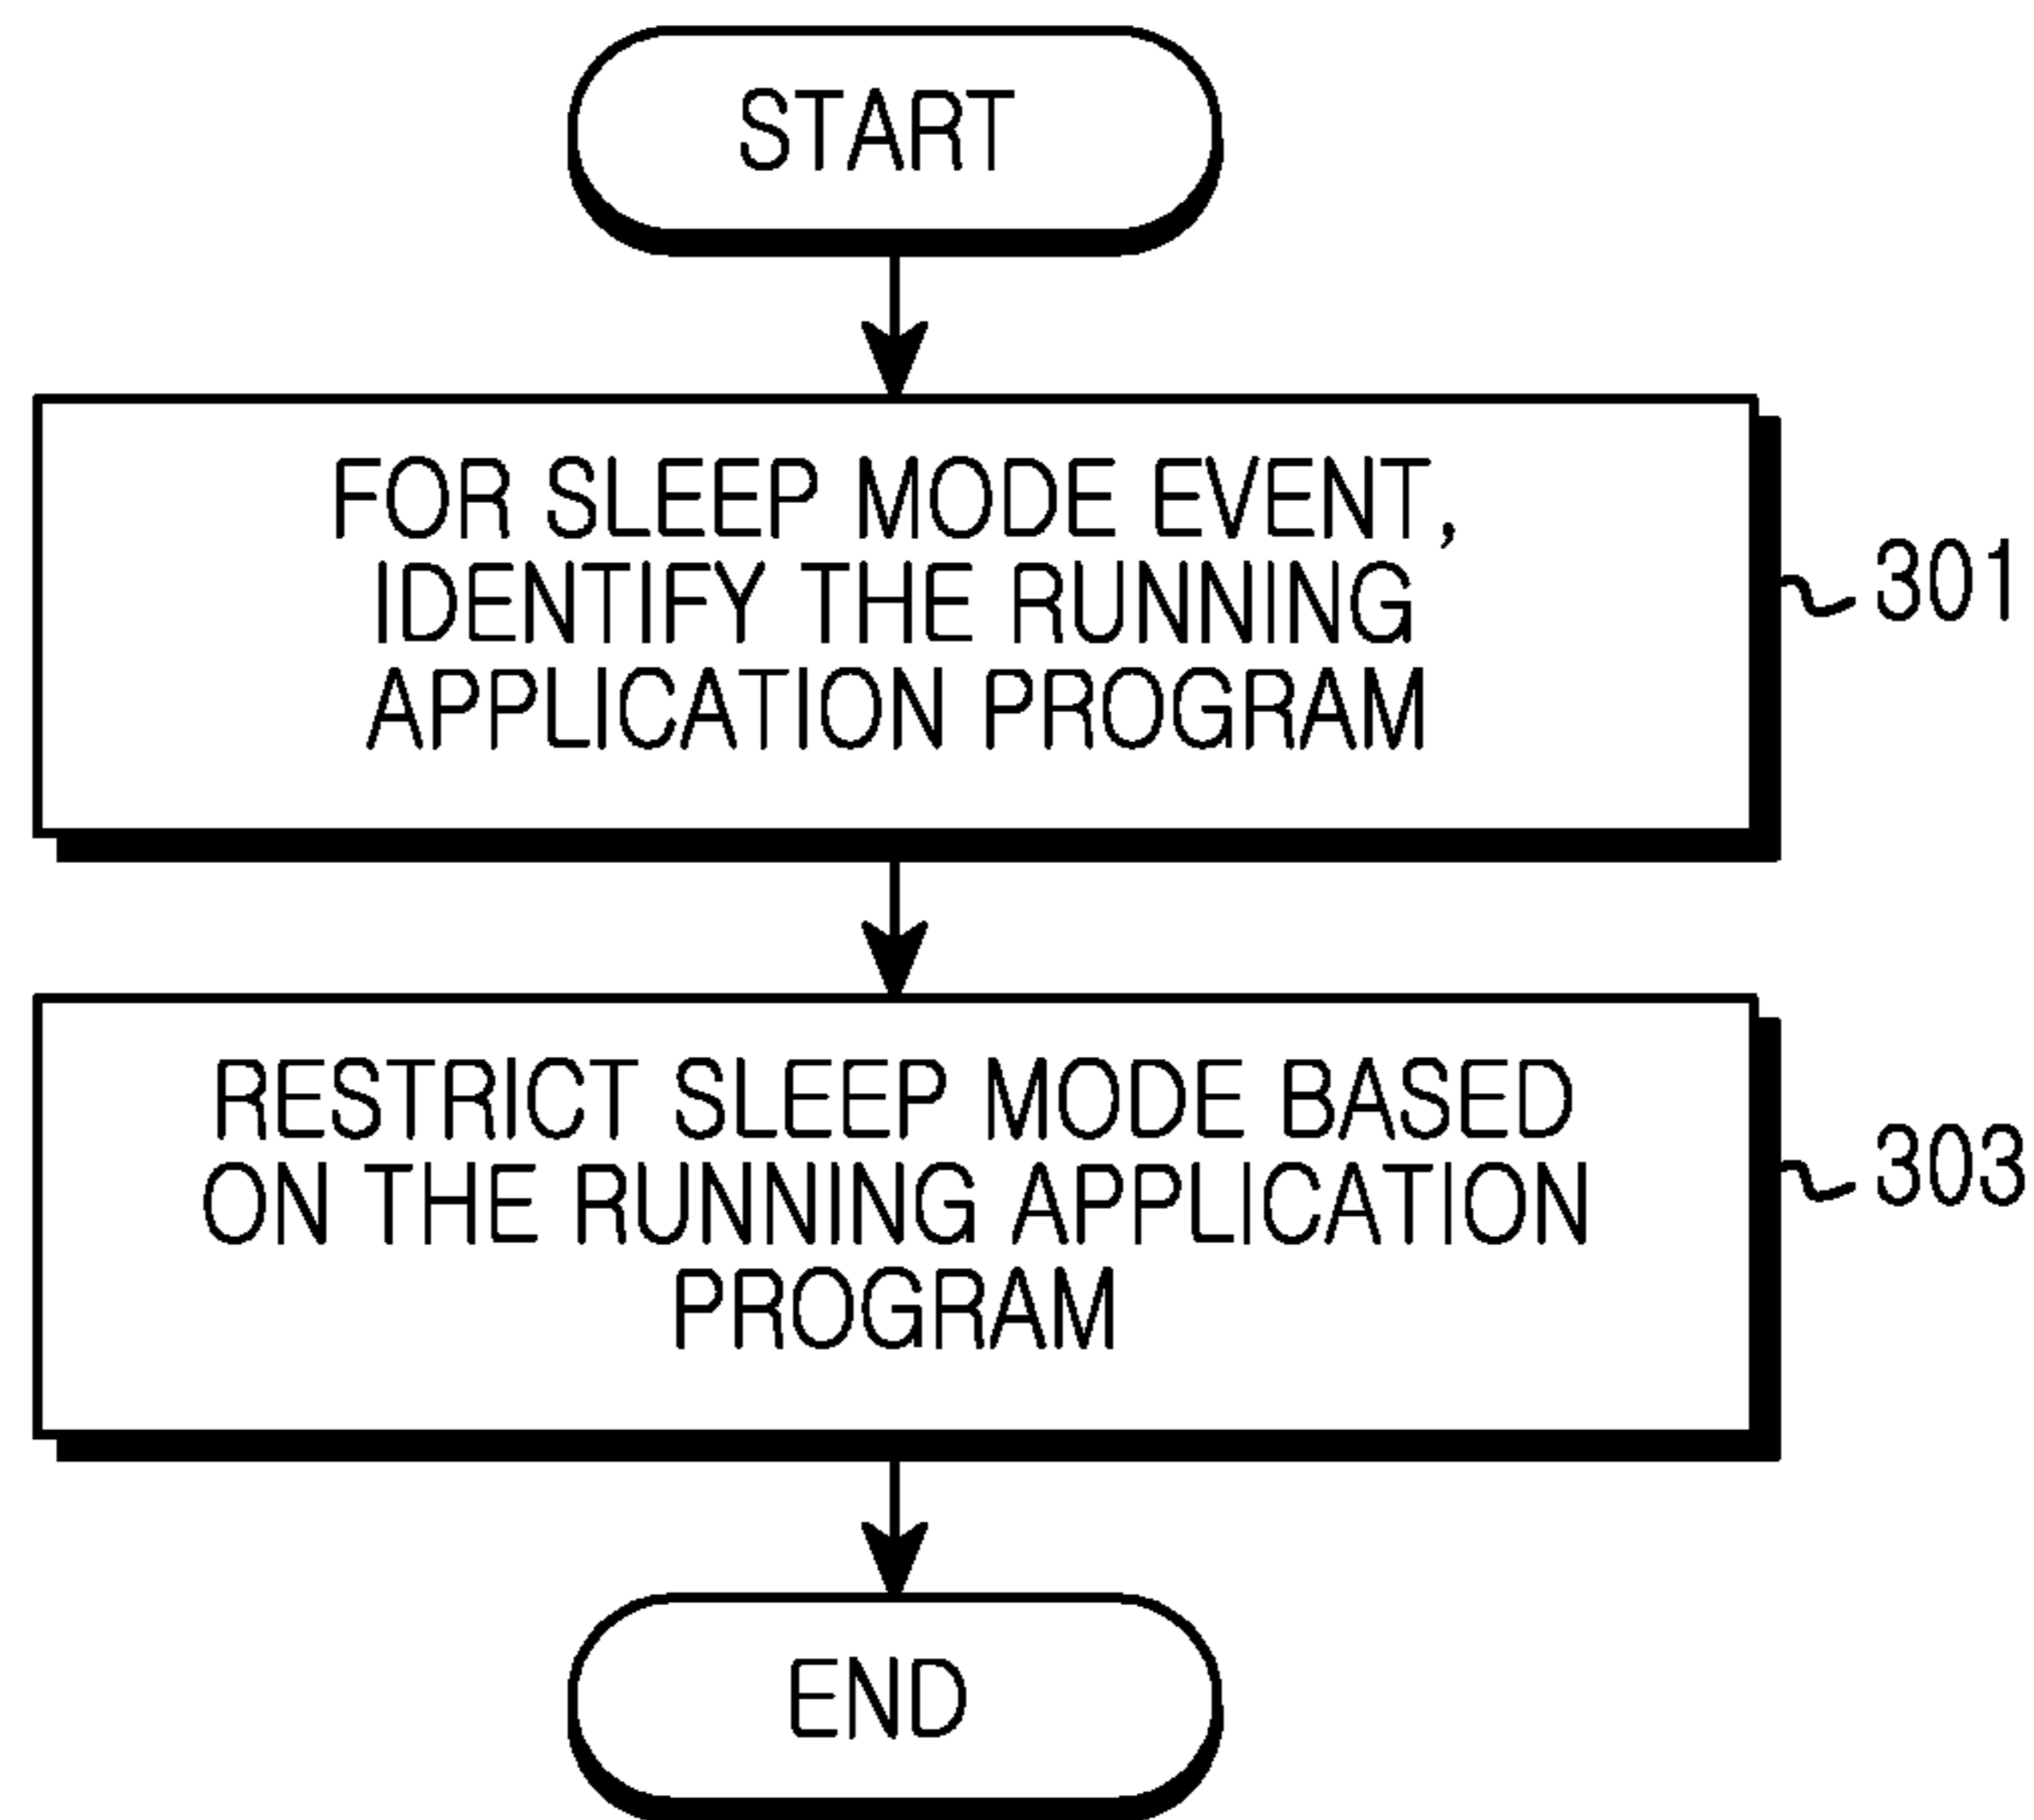 START
FOR SLEEP MODE EVENT,
IDENTIFY THE RUNNING
APPLICATION PROGRAM
301
RESTRICT SLEEP MODE BASED
ON THE RUNNING APPLICATION
PROGRAM
303
END